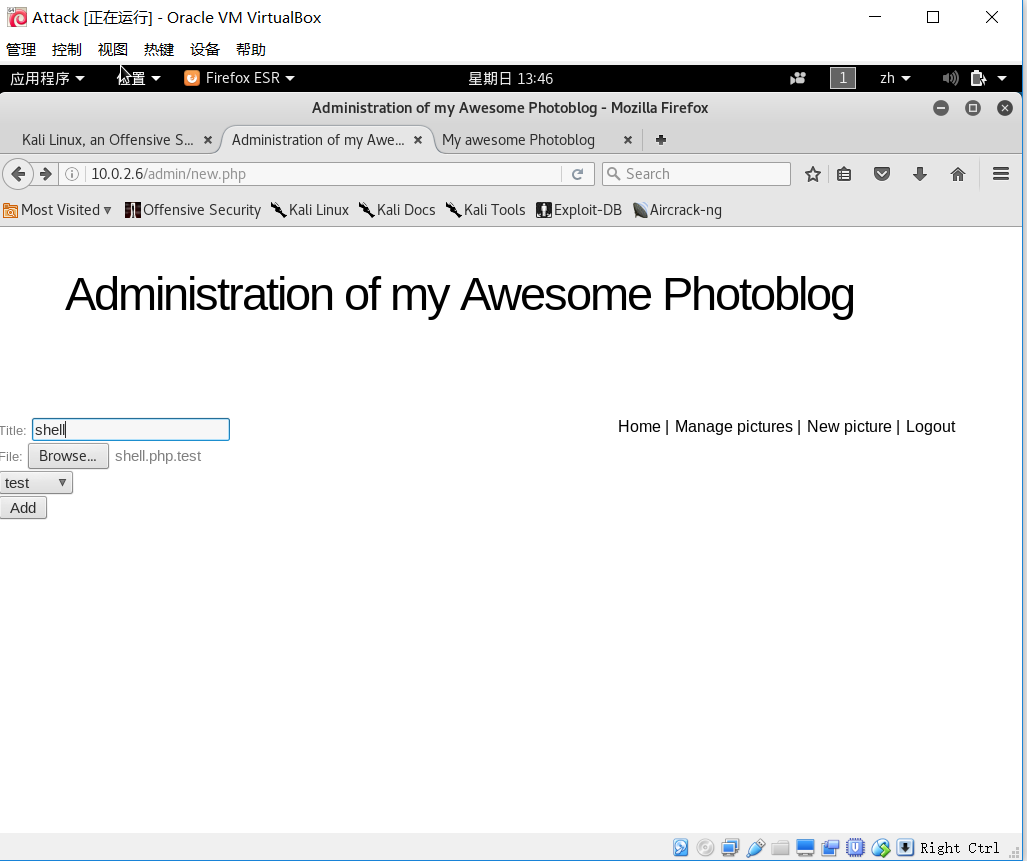 Attack [正在运行] - Oracle VM VirtualBox
管理 控制 视图 热键 设备 帮助
应用程序 位置 Firefox ESR 星期日 13:46 1 zh
Administration of my Awesome Photoblog - Mozilla Firefox
Kali Linux, an Offensive S... Administration of my Awe... My awesome Photoblog
10.0.2.6/admin/new.php Search
Most Visited Offensive Security Kali Linux Kali Docs Kali Tools Exploit-DB Aircrack-ng
Administration of my Awesome Photoblog
Home | Manage pictures | New picture | Logout
Title: shell
File: Browse... shell.php.test
test
Add
Right Ctrl